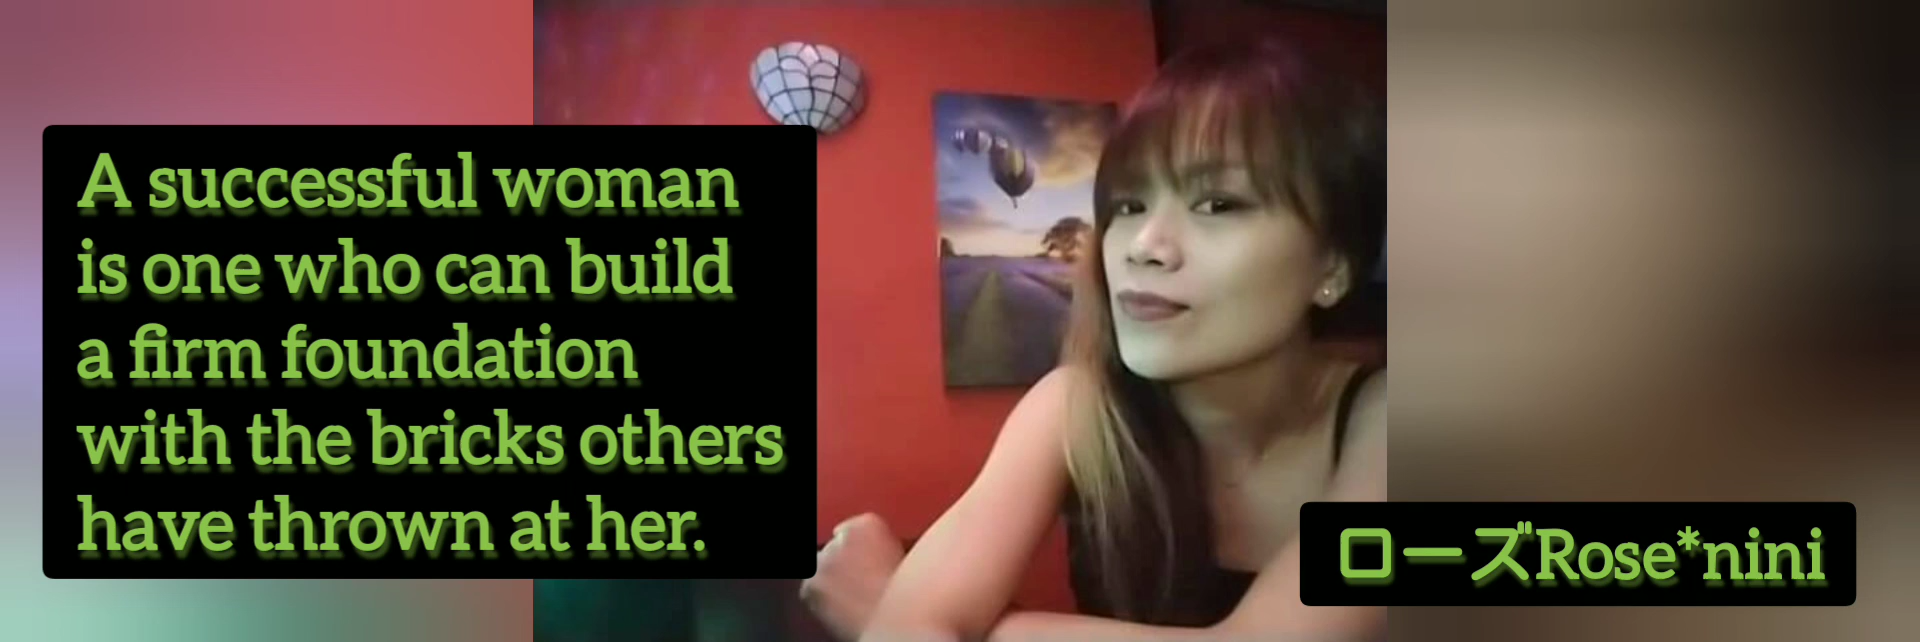 A successful woman
is one who can build
a firm foundation
with the bricks others
have thrown at her.
ローズRose*nini